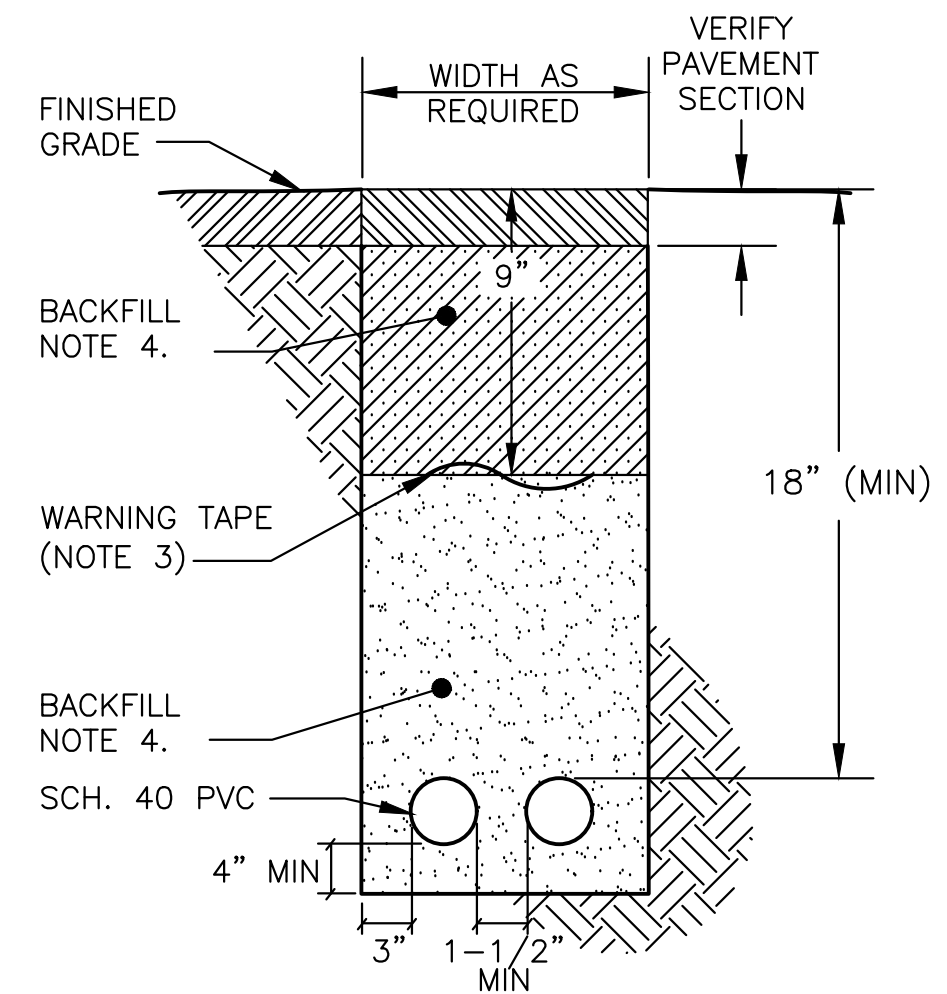 VERIFY
PAVEMENT
SECTION
WIDTH AS
REQUIRED
FINISHED
GRADE
9”
BACKFILL
NOTE 4.
18” (MIN)
WARNING TAPE
(NOTE 3)
BACKFILL
NOTE 4.
SCH. 40 PVC
4” MIN
3”
1-1/2”
MIN